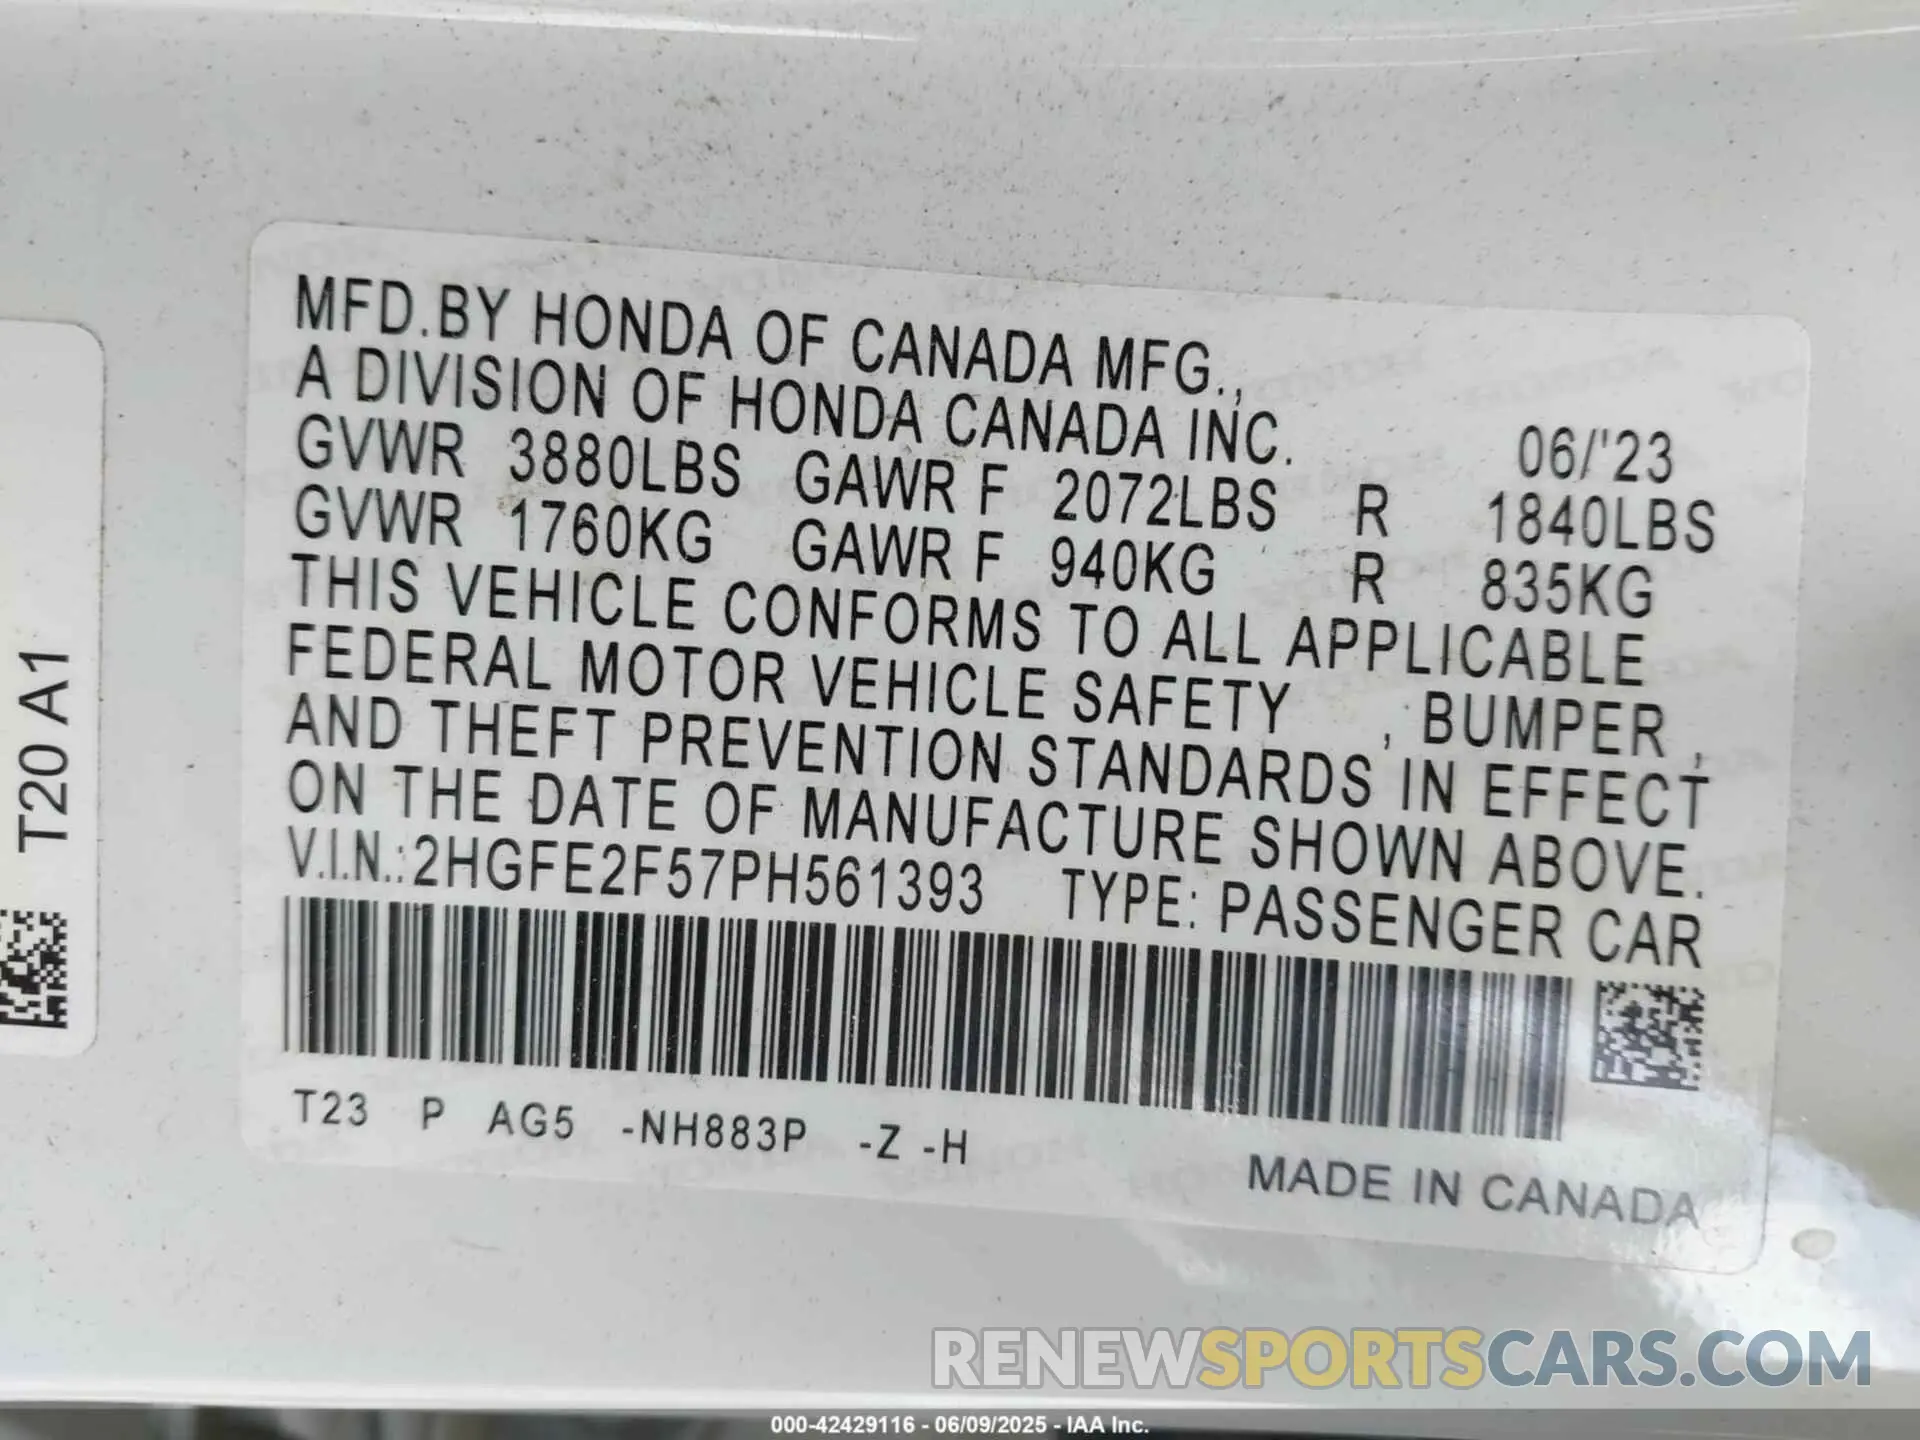 MFD.BY HONDA OF CANADA MFG.,
A DIVISION OF HONDA CANADA INC. 06/'23
GVWR 3880LBS GAWR F 2072LBS R 1840LBS
GVWR 1760KG GAWR F 940KG R 835KG
THIS VEHICLE CONFORMS TO ALL APPLICABLE
FEDERAL MOTOR VEHICLE SAFETY , BUMPER ,
AND THEFT PREVENTION STANDARDS IN EFFECT
ON THE DATE OF MANUFACTURE SHOWN ABOVE.
V.I.N.:2HGFE2F57PH561393 TYPE: PASSENGER CAR
T23 P AG5 -NH883P -Z -H
MADE IN CANADA
T20 A1
RENEWSPORTSCARS.COM
000-42429116 - 06/09/2025 - IAA Inc.